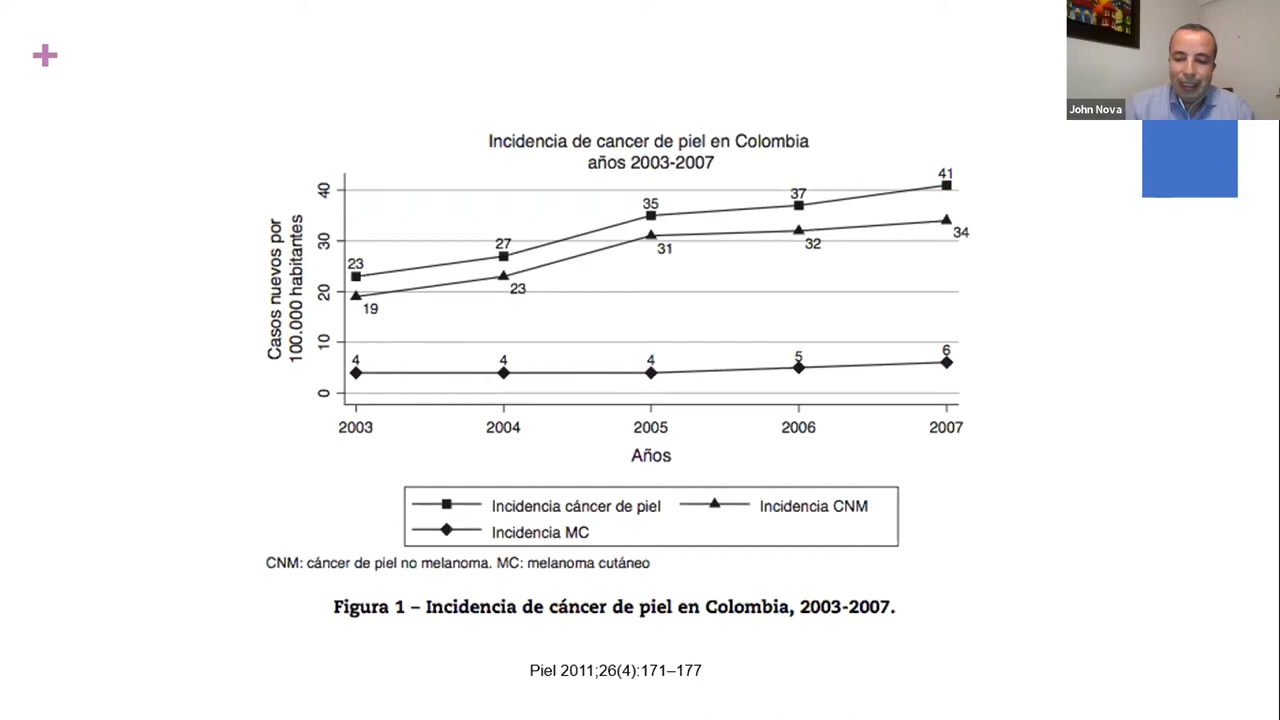 John Nova
Incidencia de cancer de piel en Colombia
años 2003-2007
Casos nuevos por
100.000 habitantes
40
30
20
10
0
23
27
35
37
41
19
23
31
32
34
4
4
4
5
6
2003
2004
2005
2006
2007
Años
Incidencia cáncer de piel
Incidencia CNM
Incidencia MC
CNM: cáncer de piel no melanoma. MC: melanoma cutáneo
Figura 1 – Incidencia de cáncer de piel en Colombia, 2003-2007.
Piel 2011;26(4):171–177